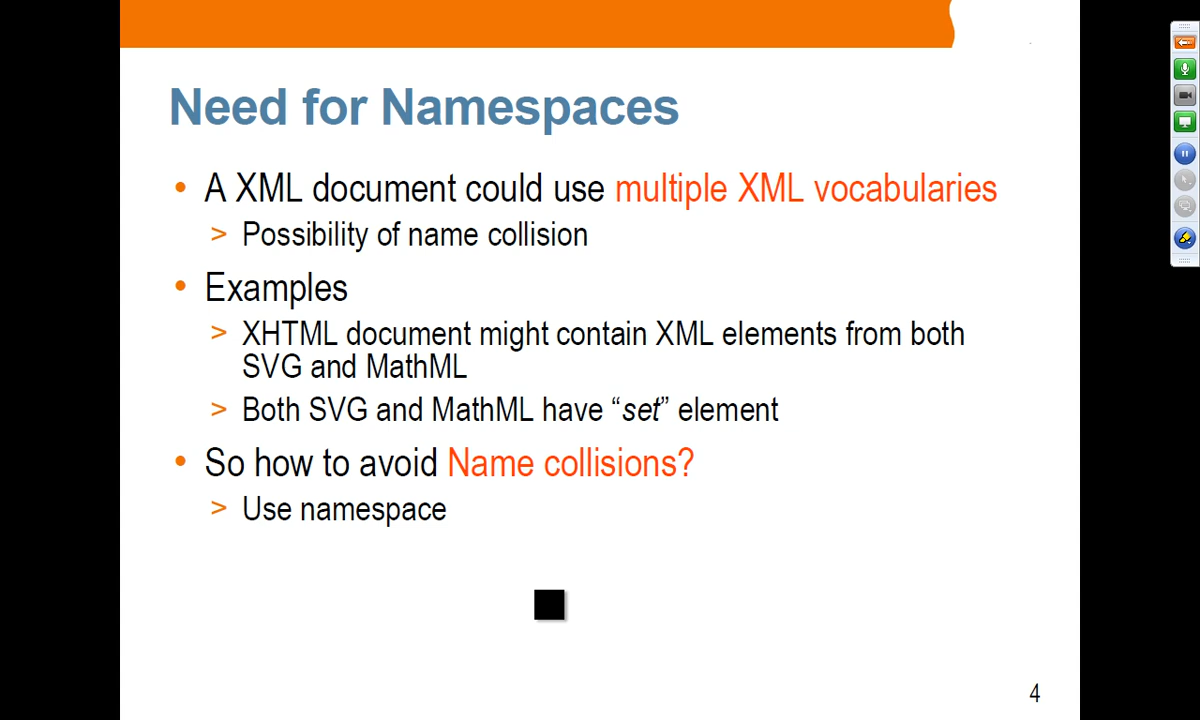 Need for Namespaces
• A XML document could use multiple XML vocabularies
> Possibility of name collision
• Examples
> XHTML document might contain XML elements from both
SVG and MathML
> Both SVG and MathML have “set” element
• So how to avoid Name collisions?
> Use namespace
4